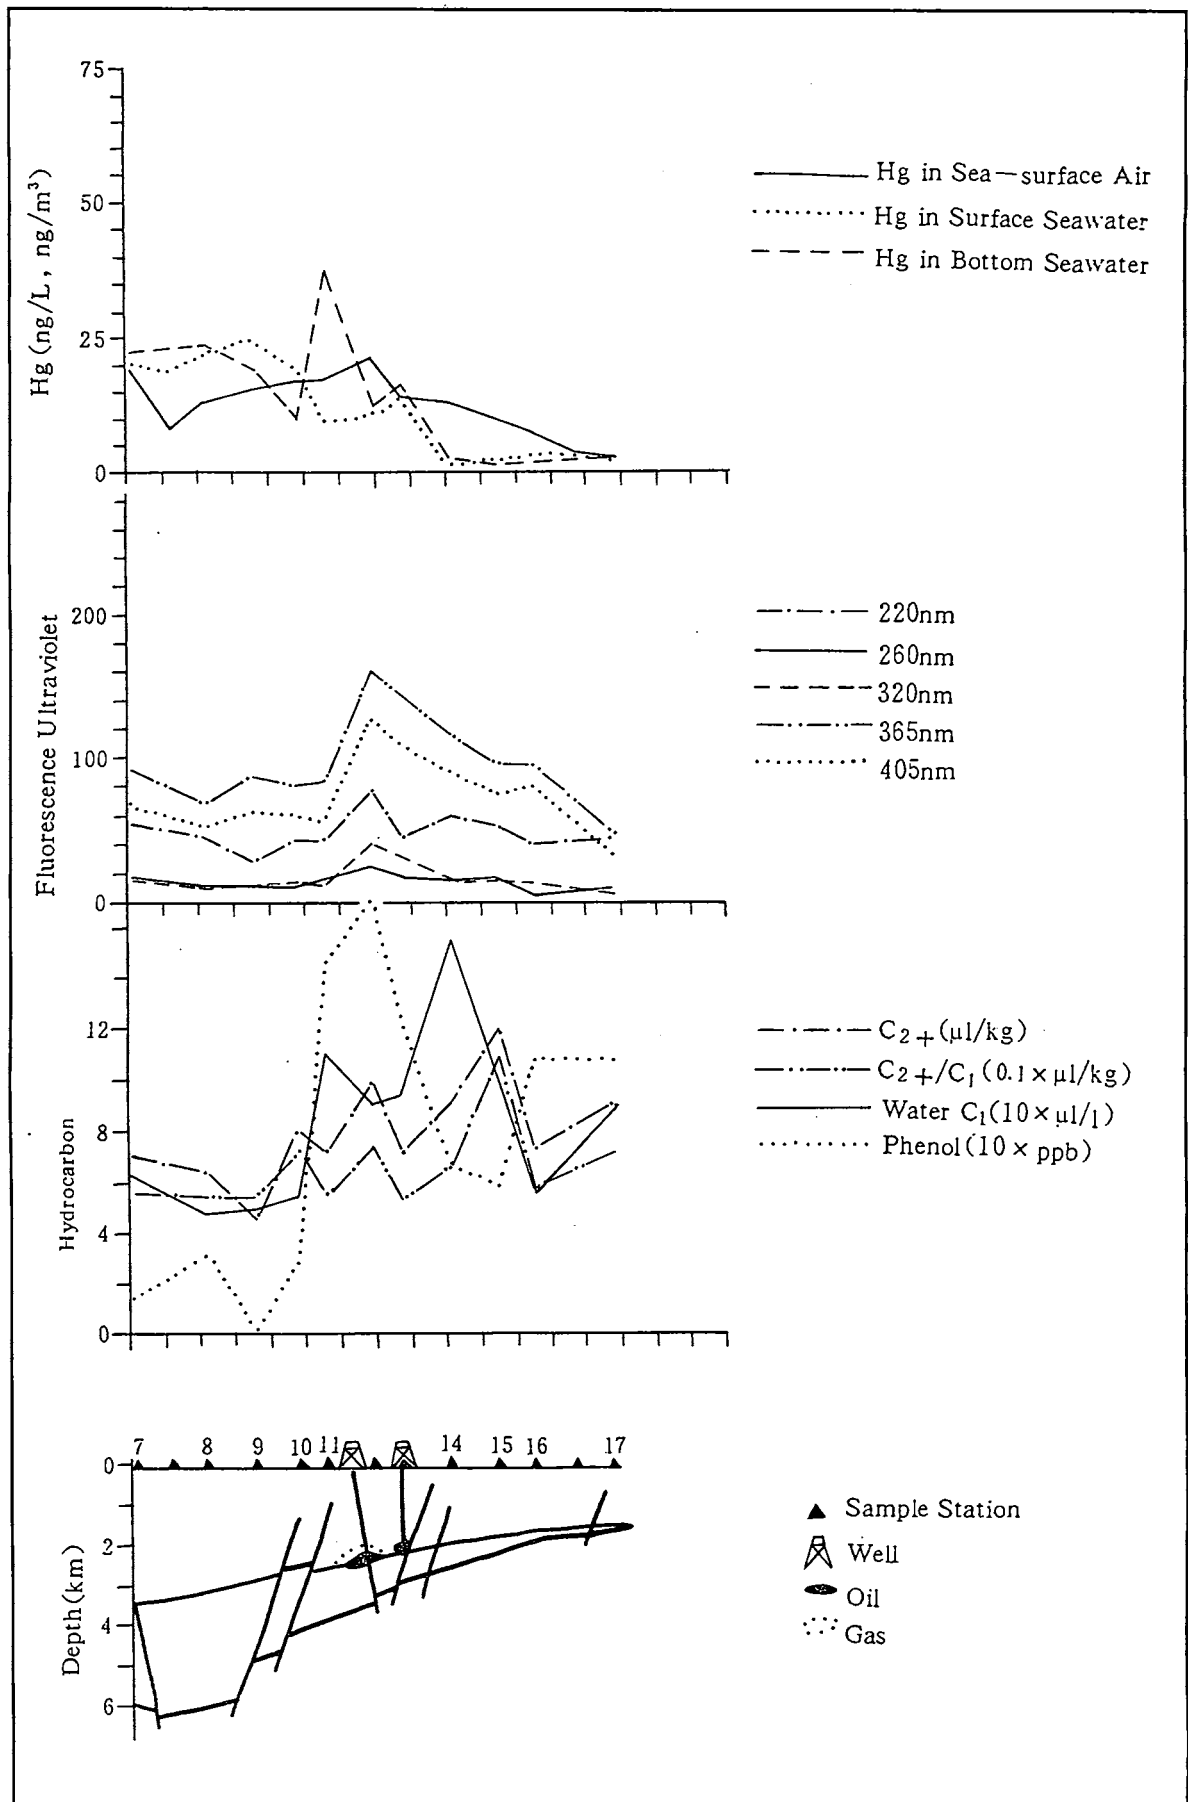 75
50
25
0
Hg (ng/L, ng/m³)
Hg in Sea—surface Air
Hg in Surface Seawater
Hg in Bottom Seawater
200
100
0
Fluorescence Ultraviolet
220nm
260nm
320nm
365nm
405nm
12
8
4
0
Hydrocarbon
C₂₊ (μl/kg)
C₂₊/C₁ (0.1×μl/kg)
Water C₁(10×μl/l)
Phenol(10×ppb)
7 8 9 10 11 14 15 16 17
0
2
4
6
Depth(km)
Sample Station
Well
Oil
Gas